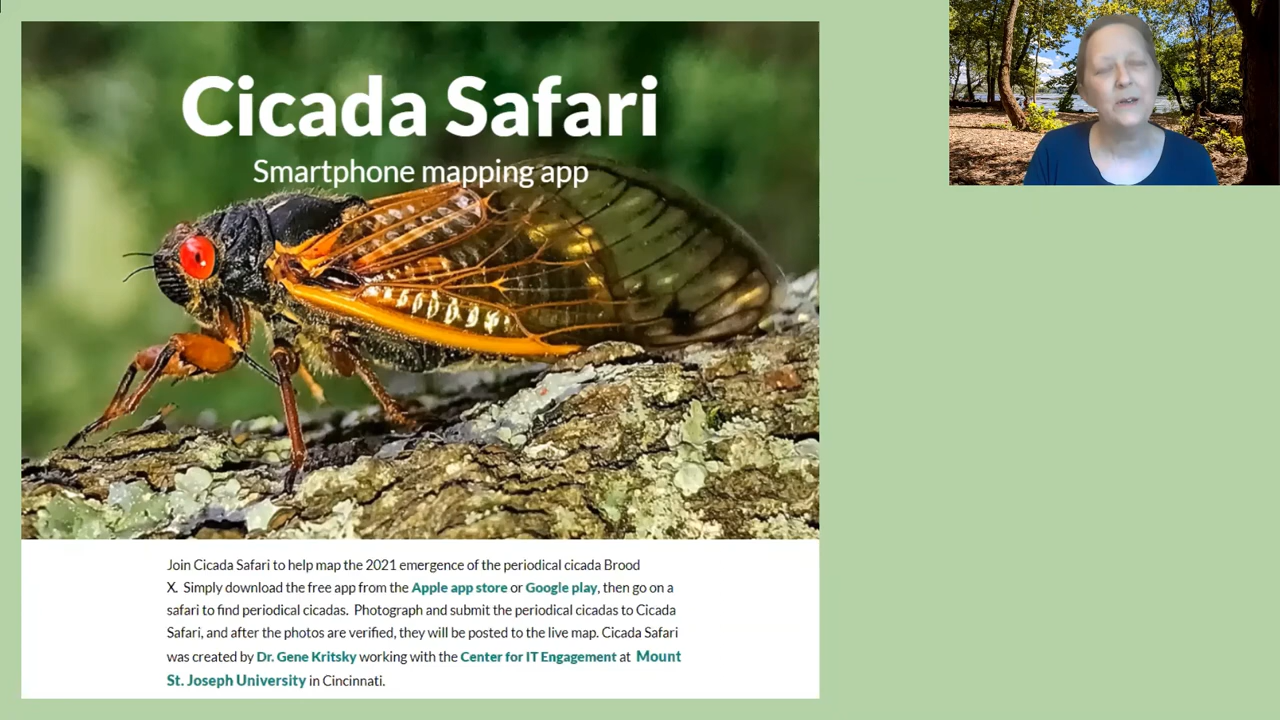 Cicada Safari
Smartphone mapping app
Join Cicada Safari to help map the 2021 emergence of the periodical cicada Brood
X.  Simply download the free app from the Apple app store or Google play, then go on a
safari to find periodical cicadas.  Photograph and submit the periodical cicadas to Cicada
Safari, and after the photos are verified, they will be posted to the live map. Cicada Safari
was created by Dr. Gene Kritsky working with the Center for IT Engagement at  Mount
St. Joseph University in Cincinnati.